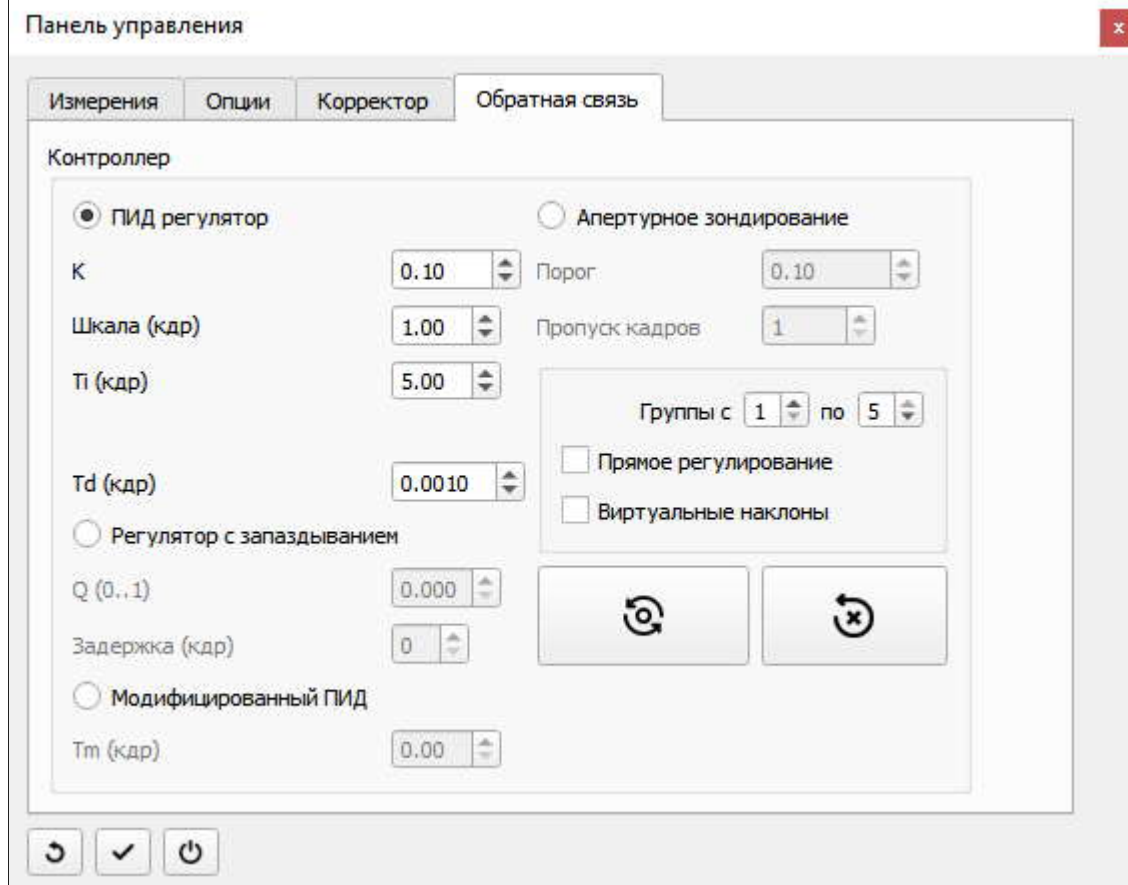 Панель управления
Измерения Опции Корректор Обратная связь
Контроллер
ПИД регулятор Апертурное зондирование
K 0.10 Порог 0.10
Шкала (кдр) 1.00 Пропуск кадров 1
Ti (кдр) 5.00
Группы с 1 по 5
Прямое регулирование
Td (кдр) 0.0010
Виртуальные наклоны
Регулятор с запаздыванием
Q (0..1) 0.000
Задержка (кдр) 0
Модифицированный ПИД
Tm (кдр) 0.00